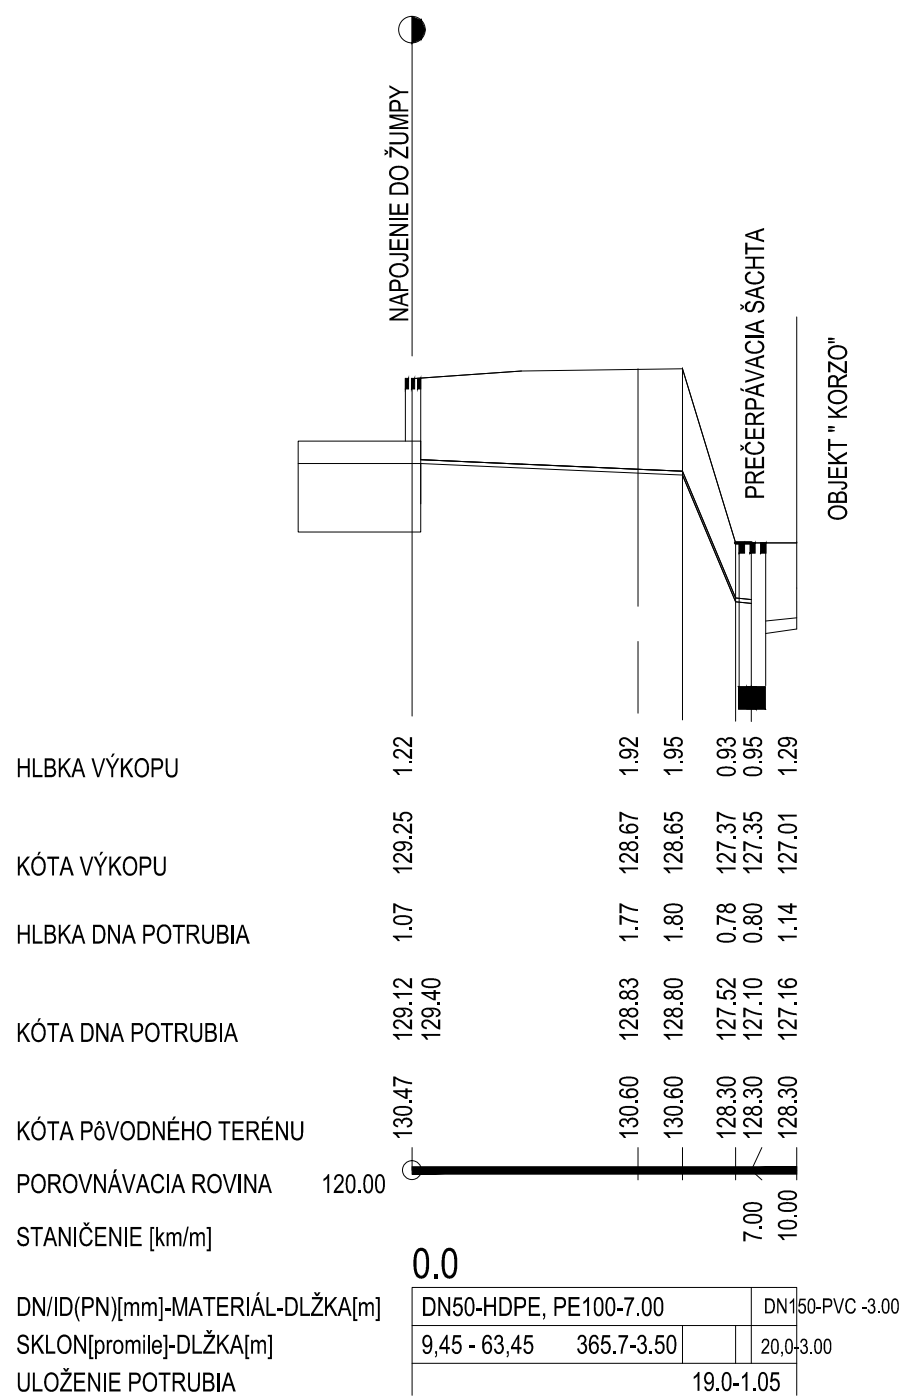 NAPOJENIE DO ŽUMPY
PREČERPÁVACIA ŠACHTA
OBJEKT " KORZO"
HLBKA VÝKOPU 1.22 1.92 1.95 0.93 0.95 1.29
KÓTA VÝKOPU 129.25 128.67 128.65 127.37 127.35 127.01
HLBKA DNA POTRUBIA 1.07 1.77 1.80 0.78 0.80 1.14
KÓTA DNA POTRUBIA 129.12 129.40 128.83 128.80 127.52 127.10 127.16
KÓTA PôVODNÉHO TERÉNU 130.47 130.60 130.60 128.30 128.30 128.30
POROVNÁVACIA ROVINA 120.00
STANIČENIE [km/m] 7.00 10.00
0.0
DN/ID(PN)[mm]-MATERIÁL-DLŽKA[m] DN50-HDPE, PE100-7.00 DN150-PVC -3.00
SKLON[promile]-DLŽKA[m] 9,45 - 63,45 365.7-3.50 20,0-3.00
ULOŽENIE POTRUBIA 19.0-1.05